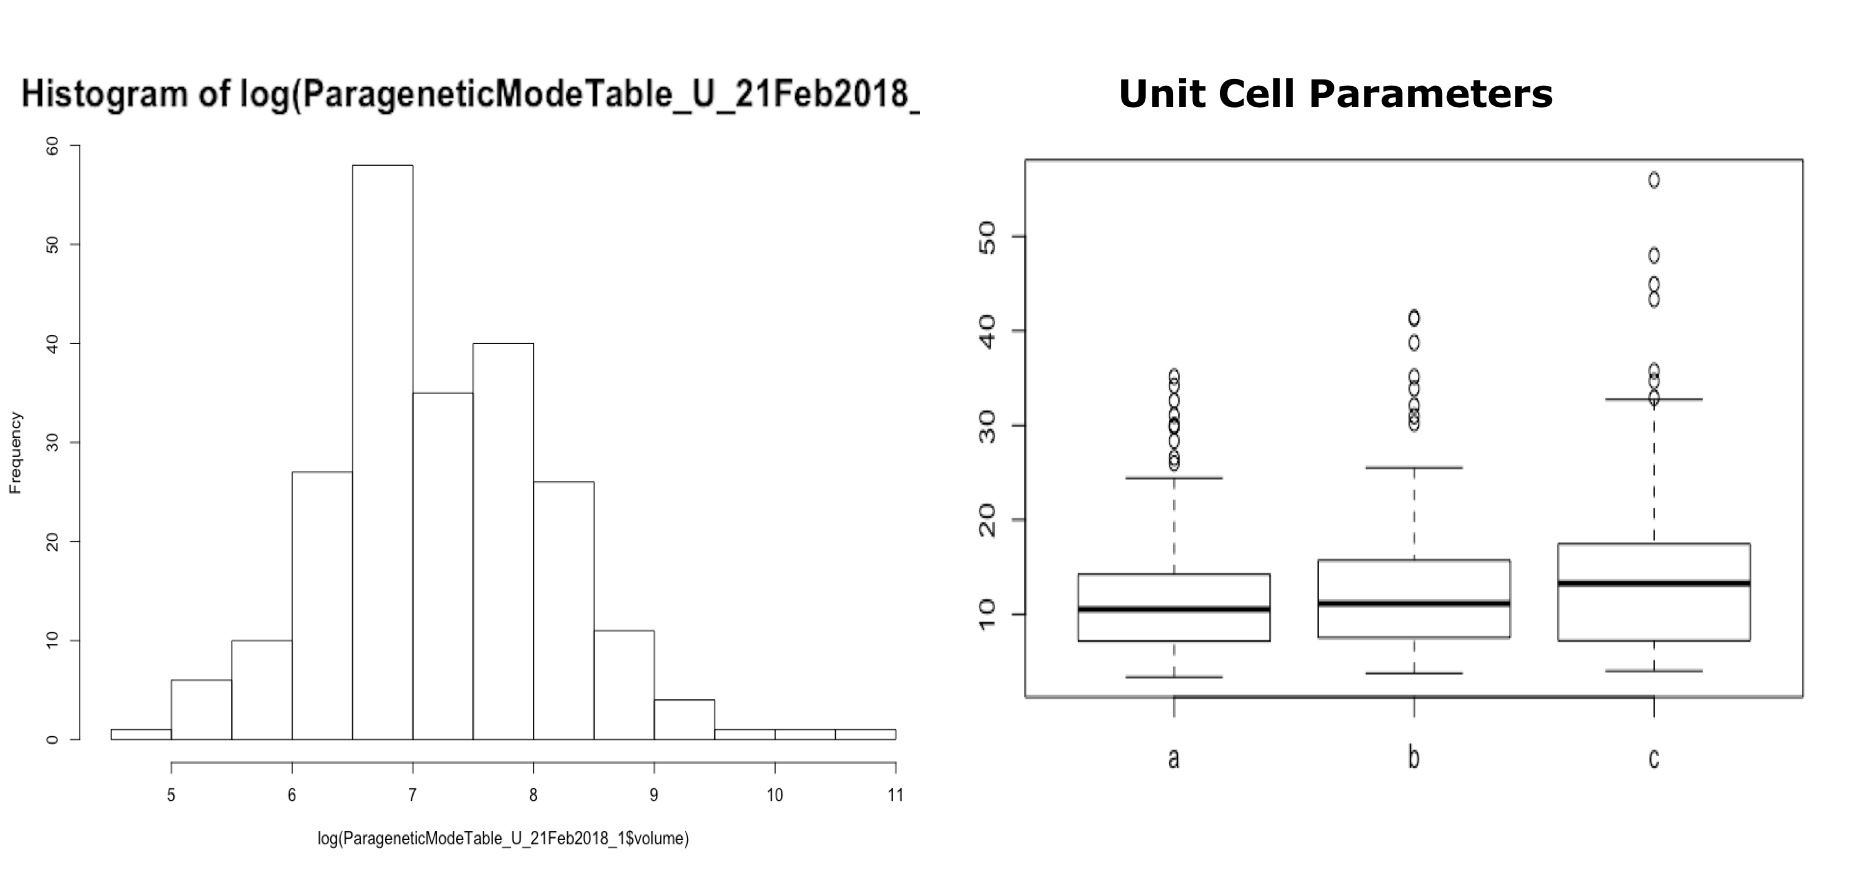 Histogram of log(ParageneticModeTable_U_21Feb2018_
Frequency
60
50
40
30
20
10
0
5 6 7 8 9 10 11
log(ParageneticModeTable_U_21Feb2018_1$volume)
Unit Cell Parameters
50
40
30
20
10
a b c